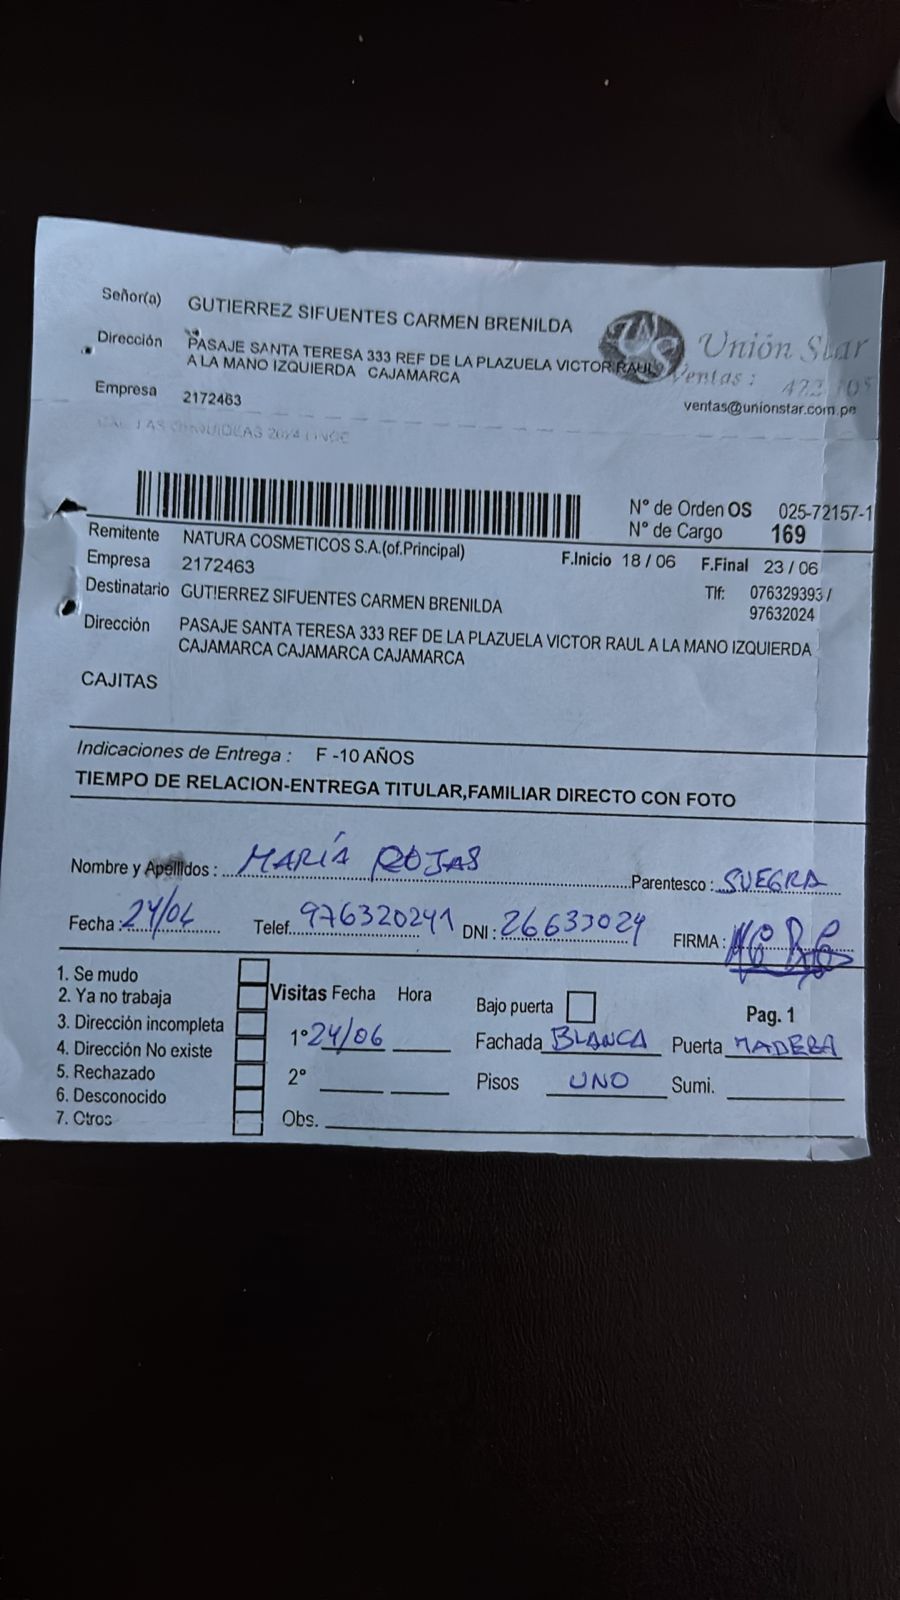 Señor(a) GUTIERREZ SIFUENTES CARMEN BRENILDA
Dirección PASAJE SANTA TERESA 333 REF DE LA PLAZUELA VICTOR RAUL
A LA MANO IZQUIERDA CAJAMARCA
Empresa 2172463
Unión Star
Ventas :
ventas@unionstar.com.pe
Nº de Orden OS 025-72157-1
Nº de Cargo 169
Remitente NATURA COSMETICOS S.A.(of.Principal)
Empresa 2172463
F.Inicio 18 / 06 F.Final 23 / 06
Destinatario GUTIERREZ SIFUENTES CARMEN BRENILDA
Tlf: 076329393 /
97632024
Dirección PASAJE SANTA TERESA 333 REF DE LA PLAZUELA VICTOR RAUL A LA MANO IZQUIERDA
CAJAMARCA CAJAMARCA CAJAMARCA
CAJITAS
Indicaciones de Entrega : F -10 AÑOS
TIEMPO DE RELACION-ENTREGA TITULAR,FAMILIAR DIRECTO CON FOTO
Nombre y Apellidos : MARÍA ROJAS Parentesco : SUEGRA
Fecha : 24/06 Telef. 976320241 DNI : 26633024 FIRMA :
1. Se mudo
2. Ya no trabaja
3. Dirección incompleta
4. Dirección No existe
5. Rechazado
6. Desconocido
7. Otros
Visitas Fecha Hora
1° 24/06
2°
Obs.
Bajo puerta Pag. 1
Fachada BLANCA Puerta MADERA
Pisos UNO Sumi.